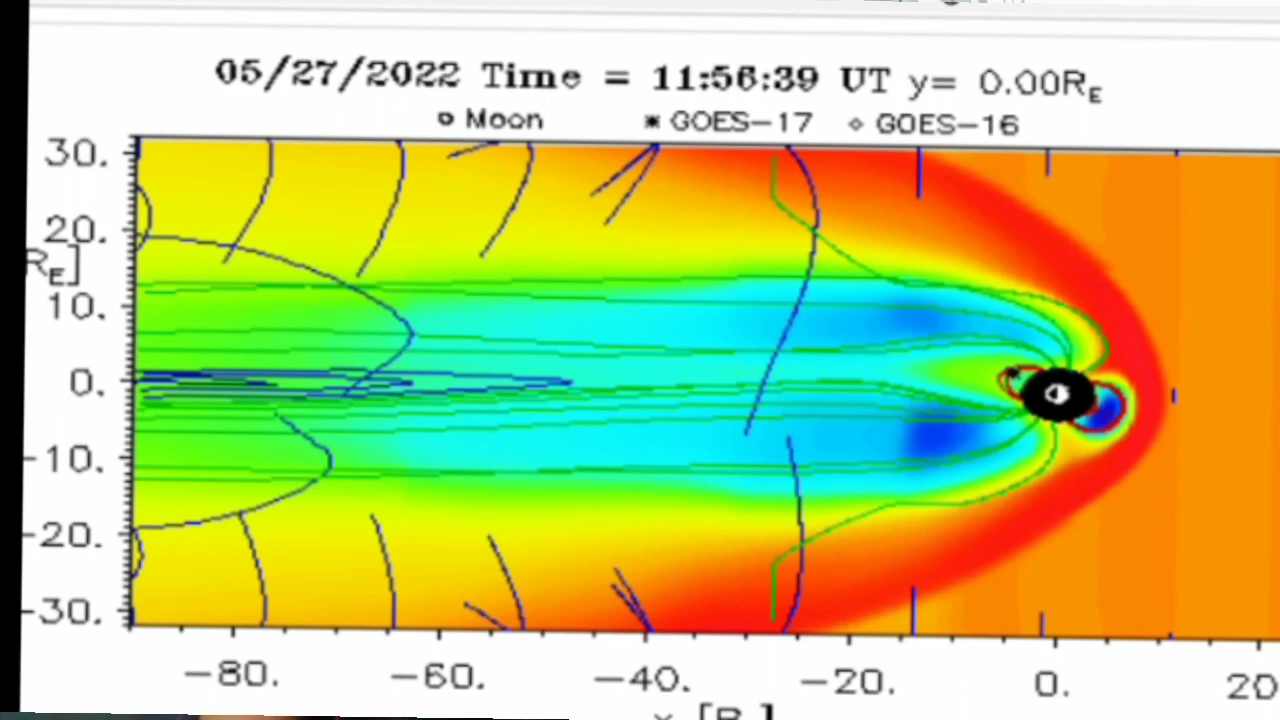 05/27/2022 Time = 11:56:39 UT y= 0.00RE
Moon GOES-17 GOES-16
30.
20.
RE]
10.
0.
-10.
-20.
-30.
-80. -60. -40. -20. 0. 20